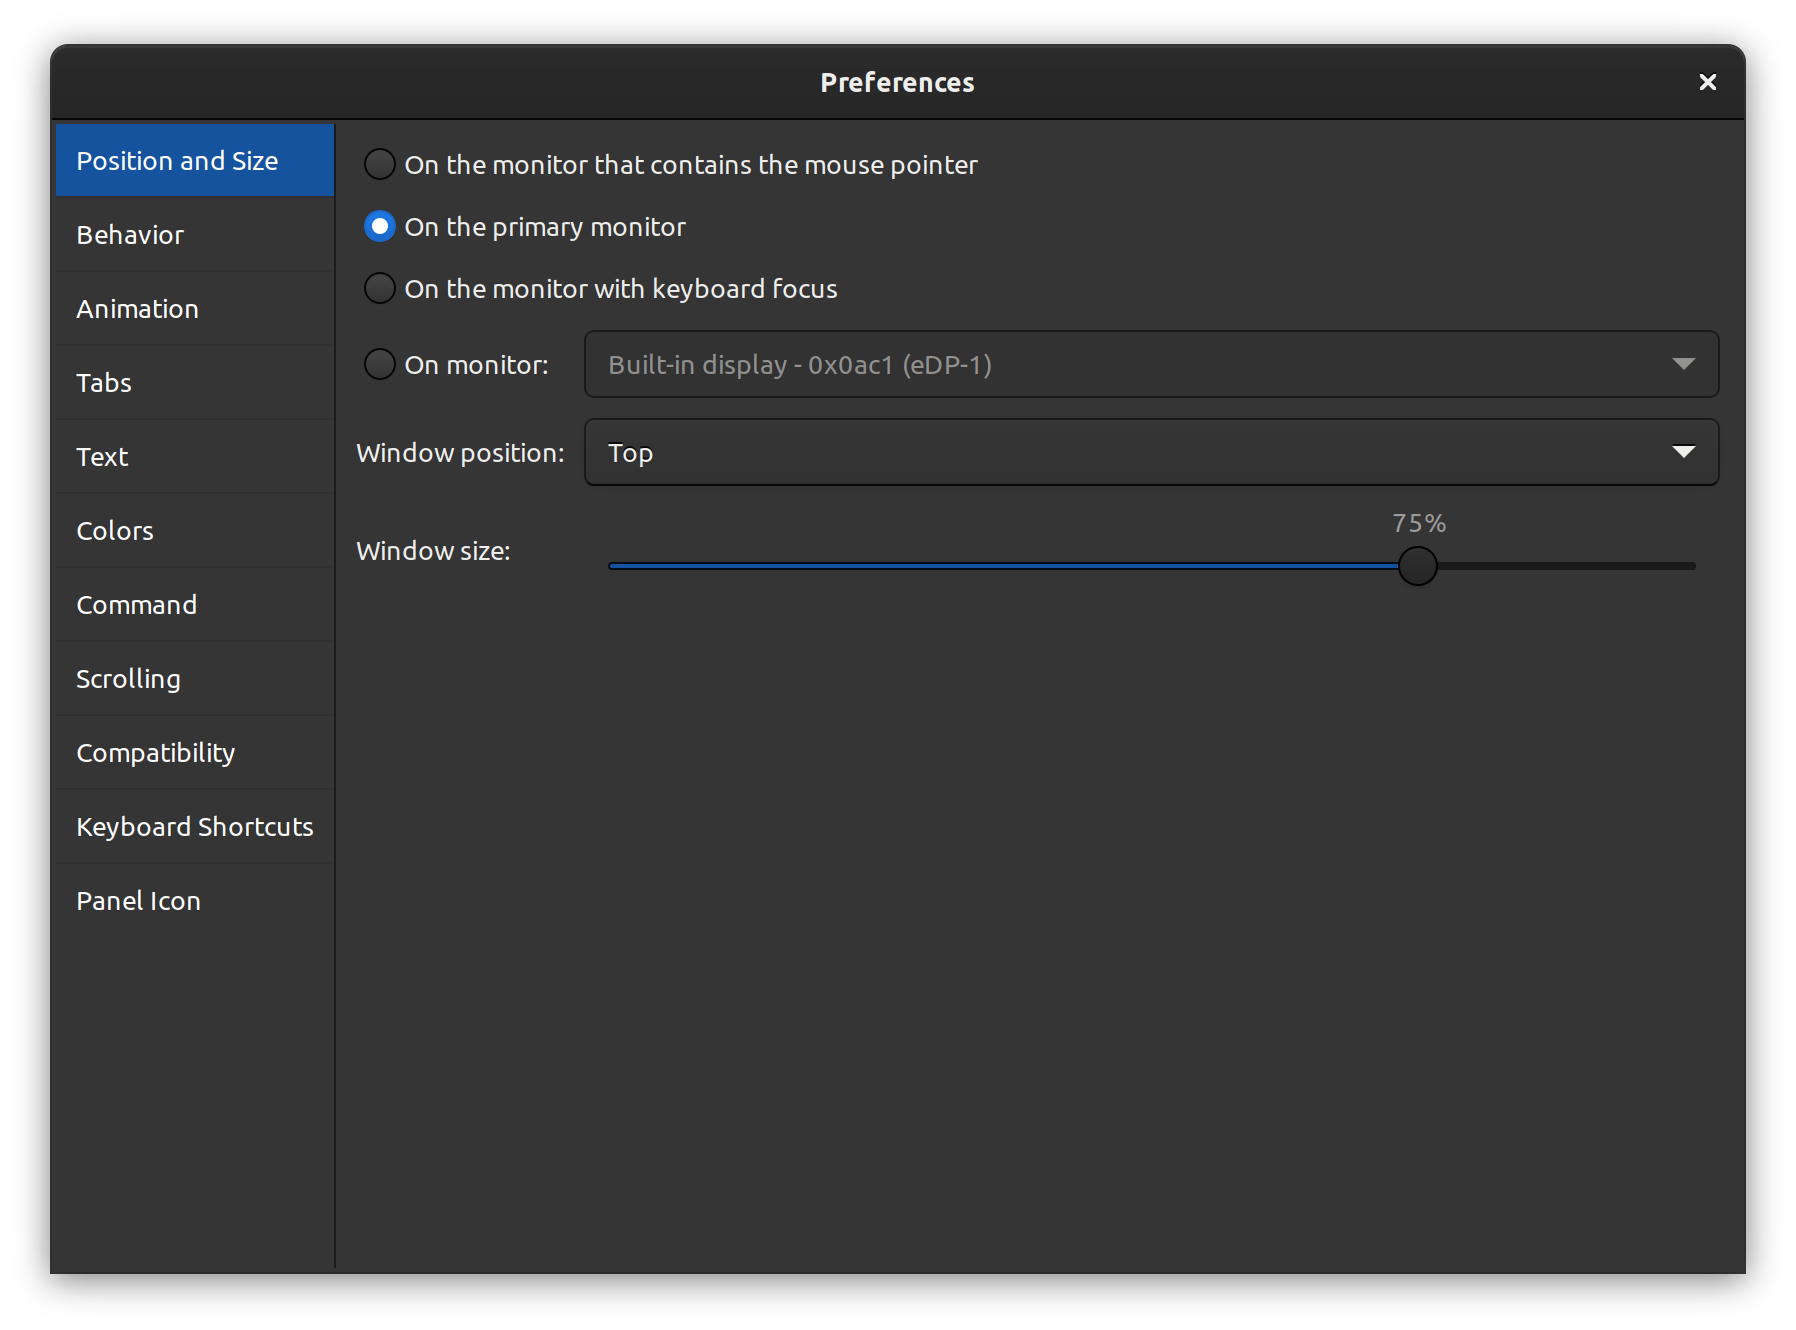 Preferences
Position and Size
Behavior
Animation
Tabs
Text
Colors
Command
Scrolling
Compatibility
Keyboard Shortcuts
Panel Icon
On the monitor that contains the mouse pointer
On the primary monitor
On the monitor with keyboard focus
On monitor: Built-in display - 0x0ac1 (eDP-1)
Window position: Top
75%
Window size: